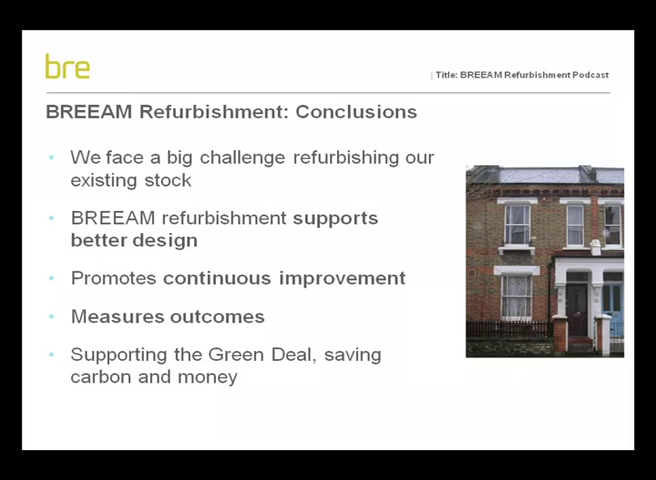 bre
| Title: BREEAM Refurbishment Podcast
BREEAM Refurbishment: Conclusions
• We face a big challenge refurbishing our
existing stock
• BREEAM refurbishment supports
better design
• Promotes continuous improvement
• Measures outcomes
• Supporting the Green Deal, saving
carbon and money